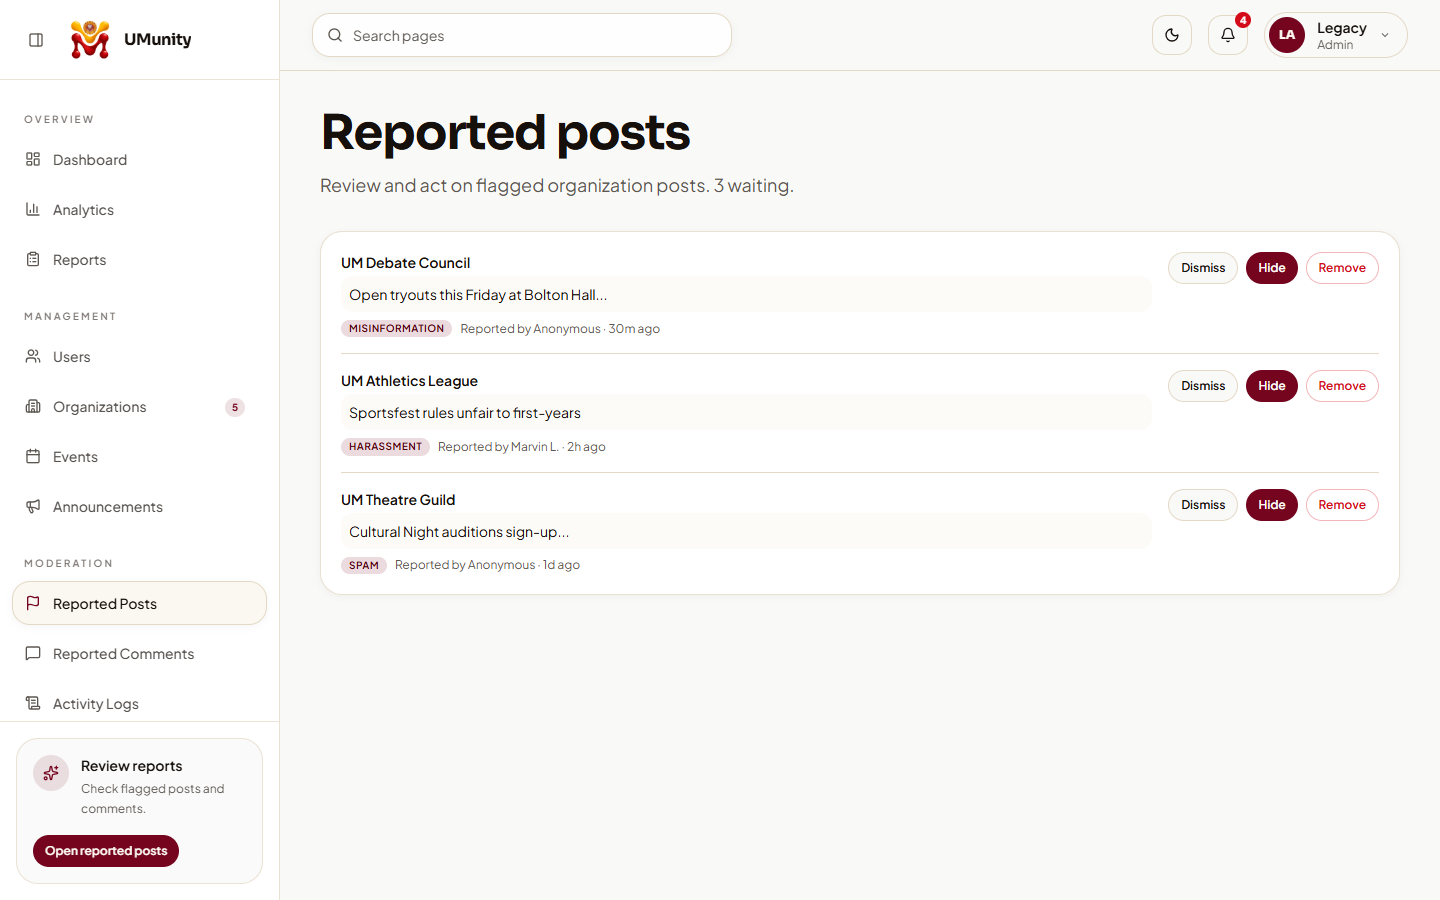 UMunity
Search pages
4
LA
Legacy
Admin
OVERVIEW
Dashboard
Analytics
Reports
MANAGEMENT
Users
Organizations
5
Events
Announcements
MODERATION
Reported Posts
Reported Comments
Activity Logs
Review reports
Check flagged posts and
comments.
Open reported posts
Reported posts
Review and act on flagged organization posts. 3 waiting.
UM Debate Council
Dismiss
Hide
Remove
Open tryouts this Friday at Bolton Hall...
MISINFORMATION
Reported by Anonymous · 30m ago
UM Athletics League
Dismiss
Hide
Remove
Sportsfest rules unfair to first-years
HARASSMENT
Reported by Marvin L. · 2h ago
UM Theatre Guild
Dismiss
Hide
Remove
Cultural Night auditions sign-up...
SPAM
Reported by Anonymous · 1d ago